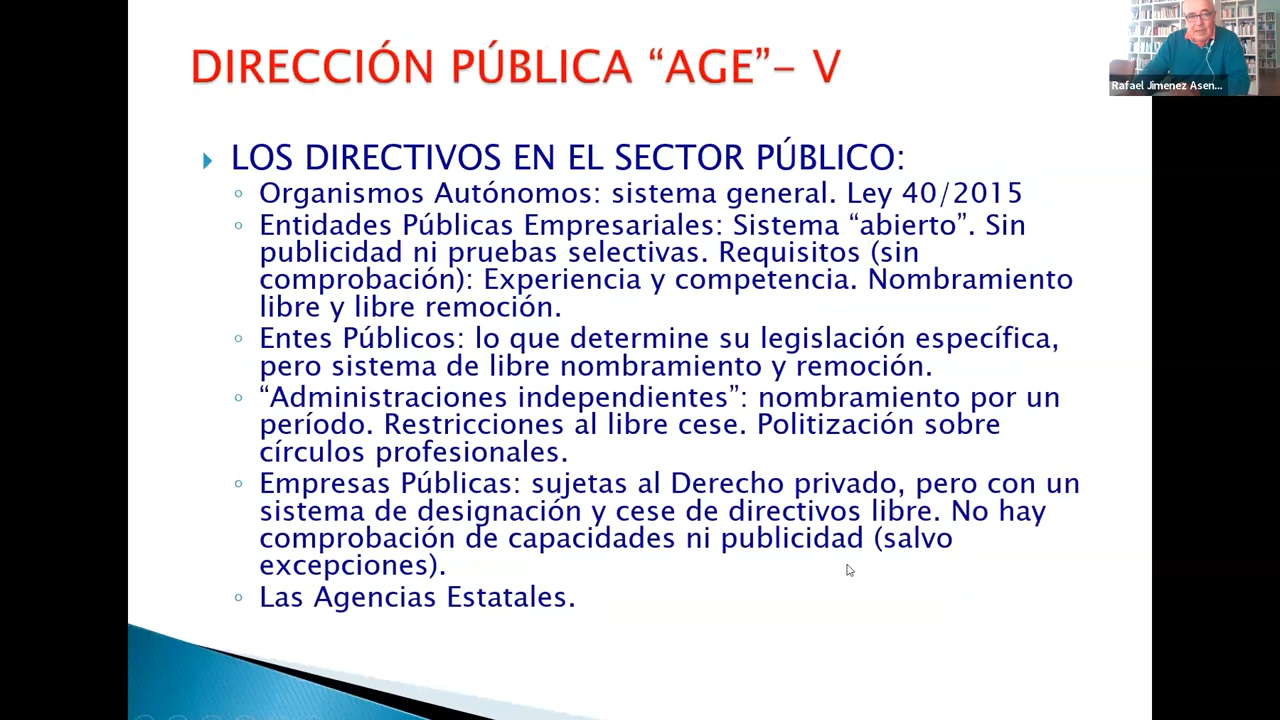 DIRECCIÓN PÚBLICA “AGE”– V
Rafael Jimenez Asen...
LOS DIRECTIVOS EN EL SECTOR PÚBLICO:
Organismos Autónomos: sistema general. Ley 40/2015
Entidades Públicas Empresariales: Sistema “abierto”. Sin
publicidad ni pruebas selectivas. Requisitos (sin
comprobación): Experiencia y competencia. Nombramiento
libre y libre remoción.
Entes Públicos: lo que determine su legislación específica,
pero sistema de libre nombramiento y remoción.
“Administraciones independientes”: nombramiento por un
período. Restricciones al libre cese. Politización sobre
círculos profesionales.
Empresas Públicas: sujetas al Derecho privado, pero con un
sistema de designación y cese de directivos libre. No hay
comprobación de capacidades ni publicidad (salvo
excepciones).
Las Agencias Estatales.